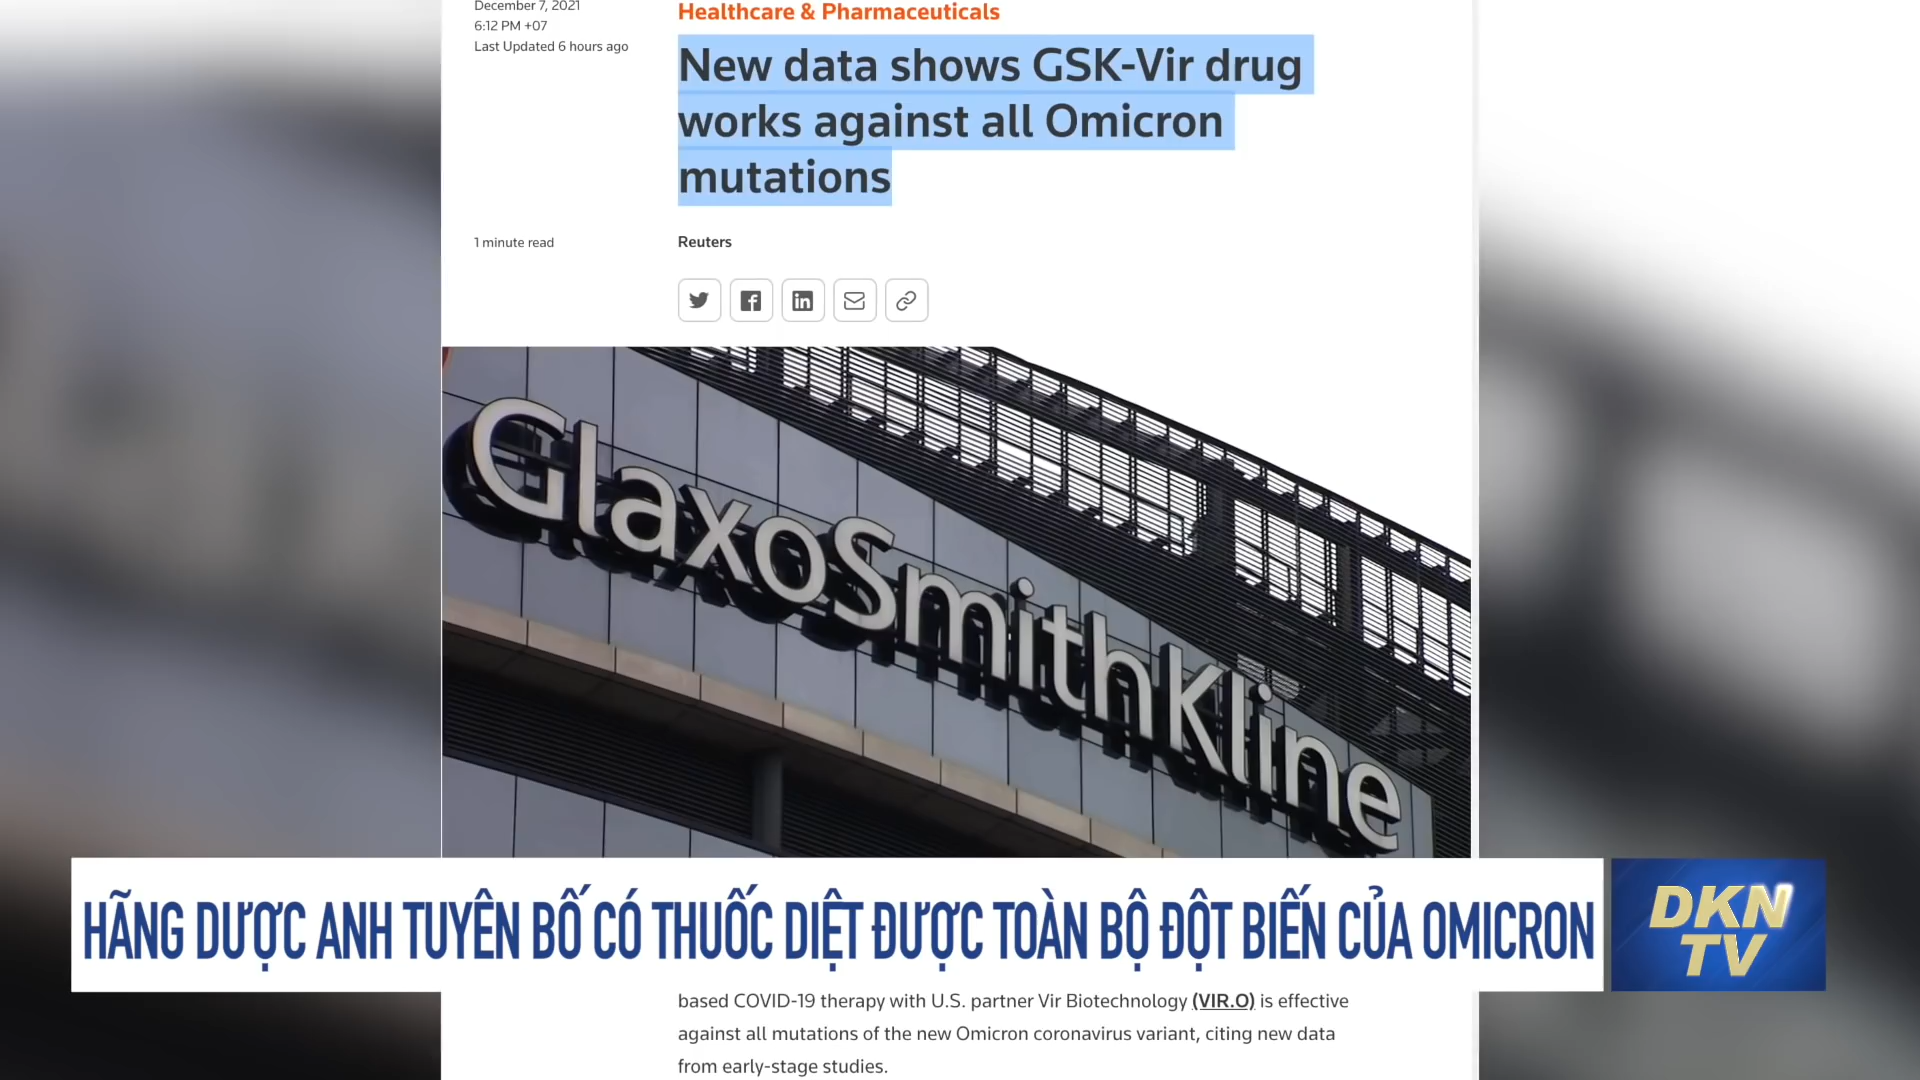 December 7, 2021
6:12 PM +07
Last Updated 6 hours ago
Healthcare & Pharmaceuticals
New data shows GSK-Vir drug
works against all Omicron
mutations
1 minute read
Reuters
GlaxoSmithKline
HÃNG DƯỢC ANH TUYÊN BỐ CÓ THUỐC DIỆT ĐƯỢC TOÀN BỘ ĐỘT BIẾN CỦA OMICRON
DKN
TV
based COVID-19 therapy with U.S. partner Vir Biotechnology (VIR.O) is effective
against all mutations of the new Omicron coronavirus variant, citing new data
from early-stage studies.